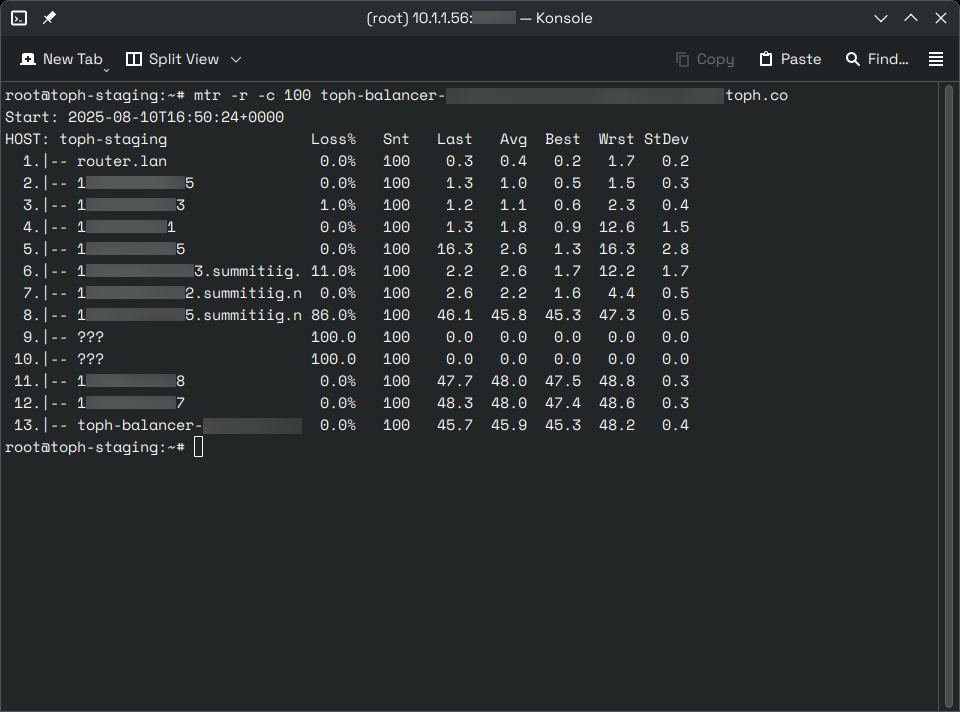 (root) 10.1.1.56: — Konsole
New Tab Split View Copy Paste Find...
root@toph-staging:~# mtr -r -c 100 toph-balancer- toph.co
Start: 2025-08-10T16:50:24+0000
HOST: toph-staging Loss% Snt Last Avg Best Wrst StDev
1.|-- router.lan 0.0% 100 0.3 0.4 0.2 1.7 0.2
2.|-- 1 5 0.0% 100 1.3 1.0 0.5 1.5 0.3
3.|-- 1 3 1.0% 100 1.2 1.1 0.6 2.3 0.4
4.|-- 1 1 0.0% 100 1.3 1.8 0.9 12.6 1.5
5.|-- 1 5 0.0% 100 16.3 2.6 1.3 16.3 2.8
6.|-- 1 3.summitiig. 11.0% 100 2.2 2.6 1.7 12.2 1.7
7.|-- 1 2.summitiig.n 0.0% 100 2.6 2.2 1.6 4.4 0.5
8.|-- 1 5.summitiig.n 86.0% 100 46.1 45.8 45.3 47.3 0.5
9.|-- ??? 100.0 100 0.0 0.0 0.0 0.0 0.0
10.|-- ??? 100.0 100 0.0 0.0 0.0 0.0 0.0
11.|-- 1 8 0.0% 100 47.7 48.0 47.5 48.8 0.3
12.|-- 1 7 0.0% 100 48.3 48.0 47.4 48.6 0.3
13.|-- toph-balancer- 0.0% 100 45.7 45.9 45.3 48.2 0.4
root@toph-staging:~#